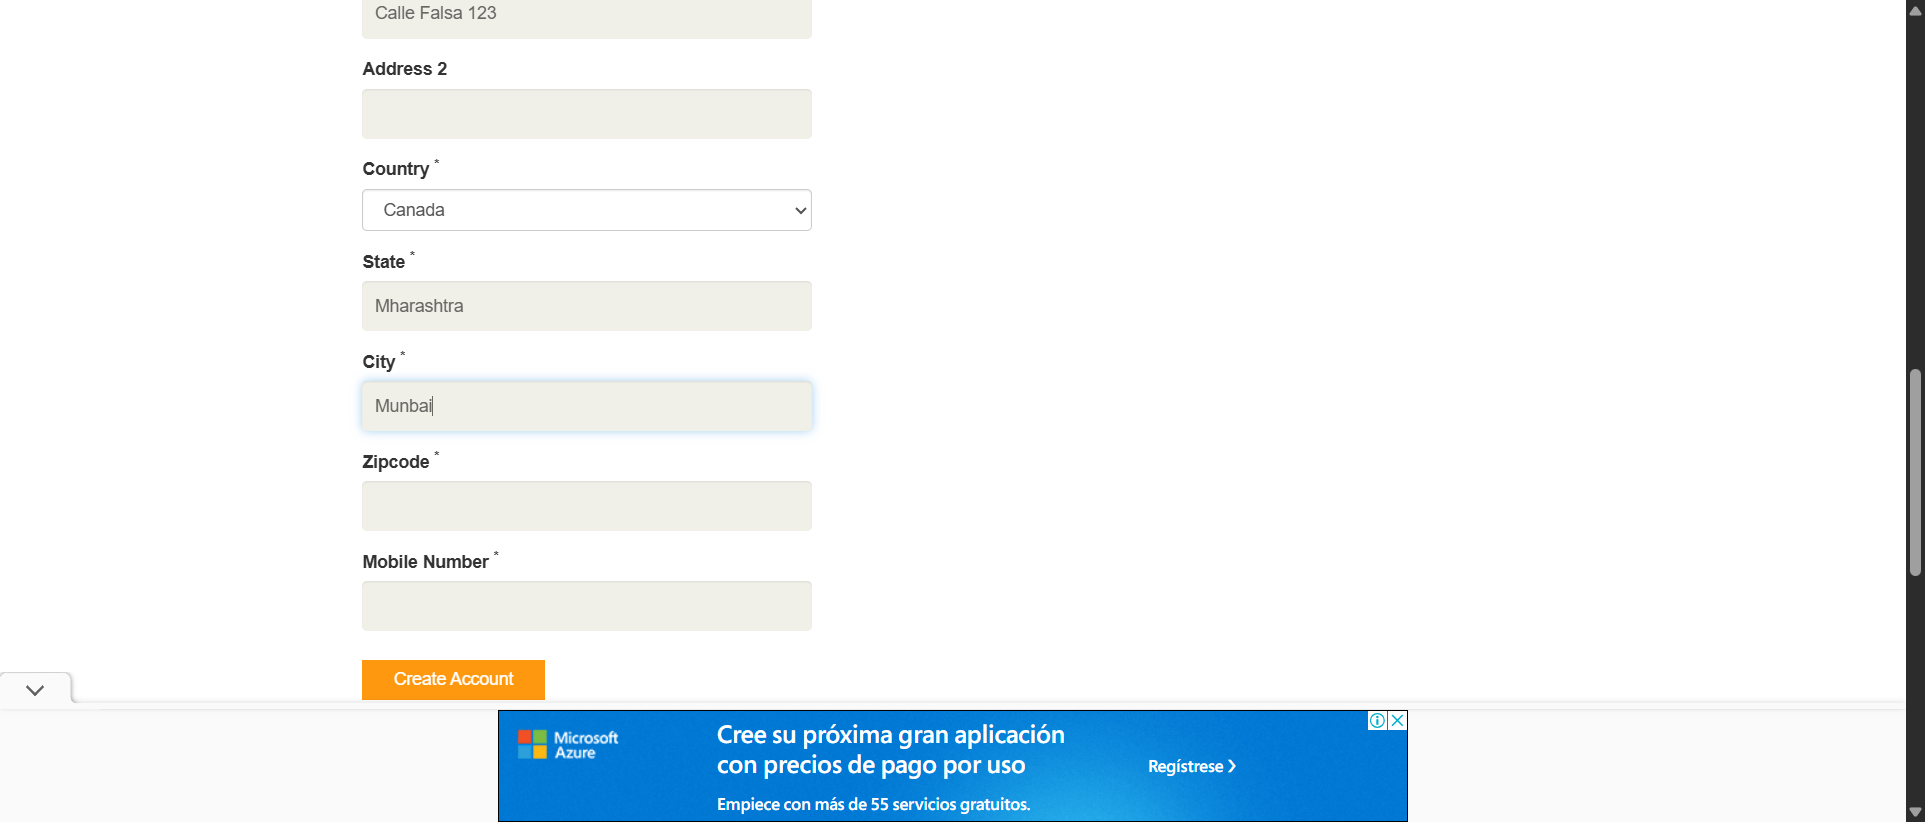 Calle Falsa 123
Address 2
Country *
Canada
State *
Mharashtra
City *
Munbai
Zipcode *
Mobile Number *
Create Account
Microsoft
Azure
Cree su próxima gran aplicación
con precios de pago por uso
Empiece con más de 55 servicios gratuitos.
Regístrese